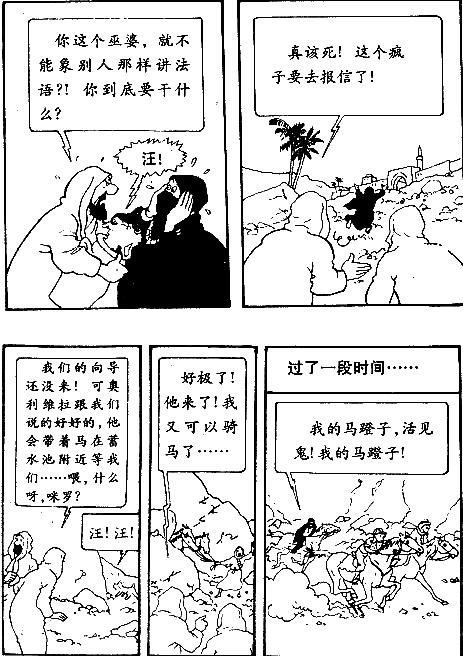 你这个巫婆，就不
能象别人那样讲法
语?! 你到底要干什
么?
汪!
真该死! 这个疯
子要去报信了!
我们的向导
还没来! 可奥
利维拉跟我们
说的好好的，他
会带着马在蓄
水池附近等我
们……喂，什么
呀，咪罗?
汪! 汪!
好极了!
他来了! 我
又可以骑
马了……
过了一段时间……
我的马蹬子，活见
鬼! 我的马蹬子!